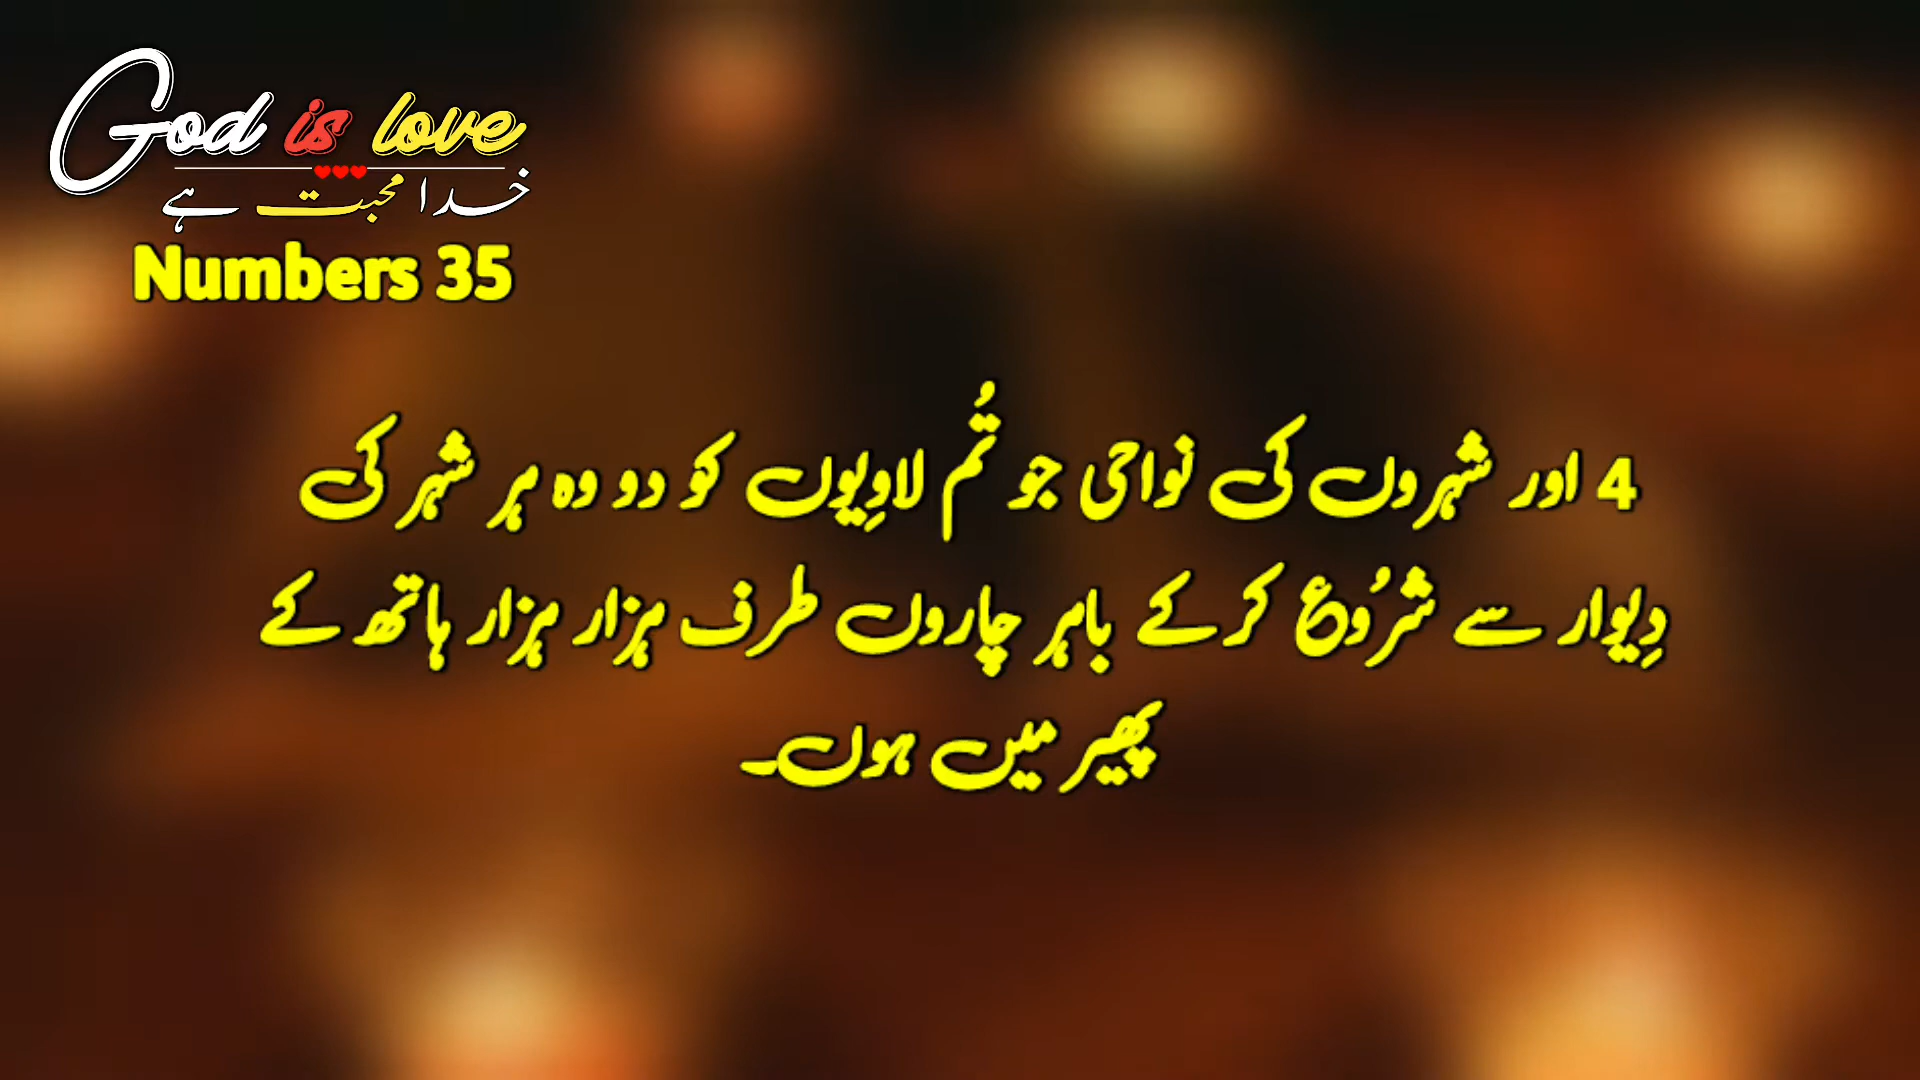 God is love
خدا محبت ہے
Numbers 35
4 اور شہروں کی نواحی جو تُم لاوِیوں کو دو وہ ہر شہر کی
دِیوار سے شرُوع کر کے باہر چاروں طرف ہزار ہزار ہاتھ کے
پھیر میں ہوں۔